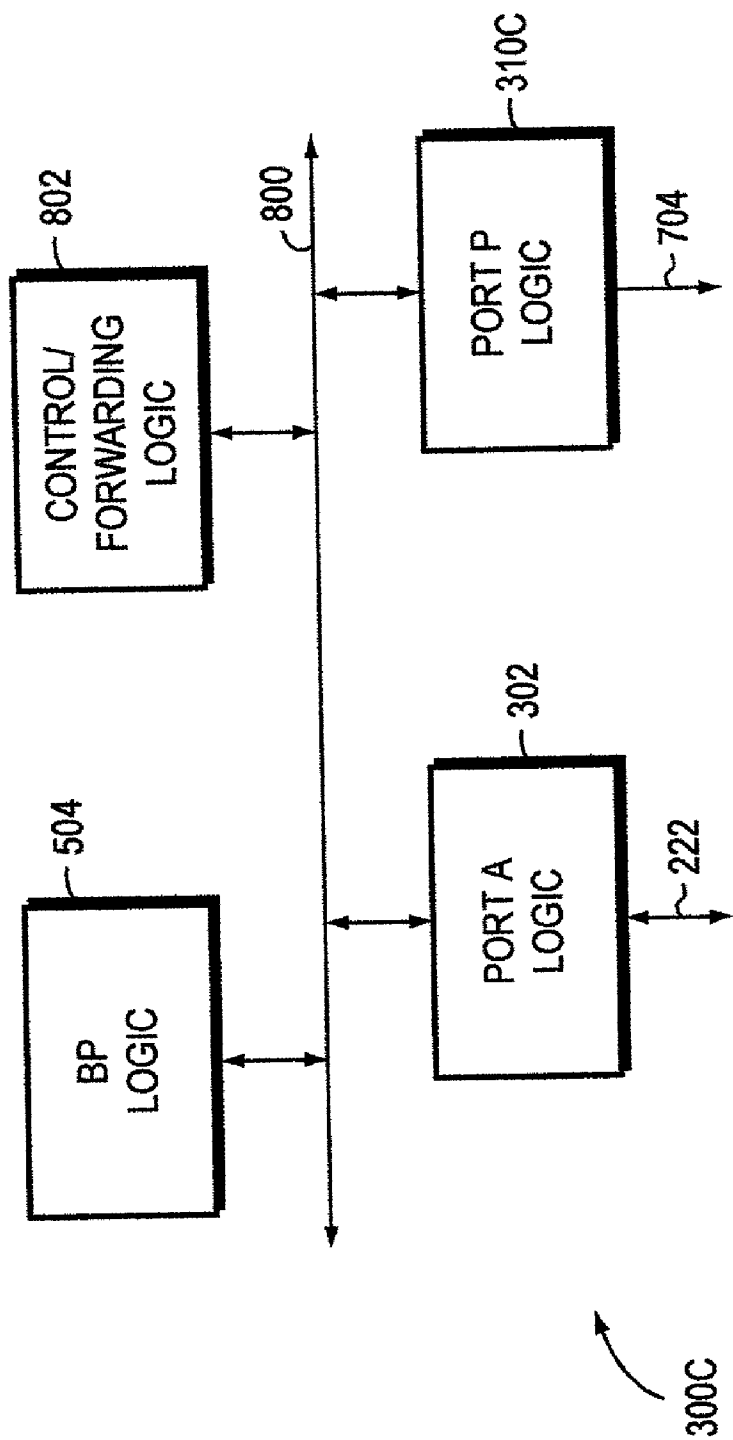 504
BP
LOGIC
802
CONTROL/
FORWARDING
LOGIC
800
302
PORT A
LOGIC
222
310C
PORT P
LOGIC
704
300C